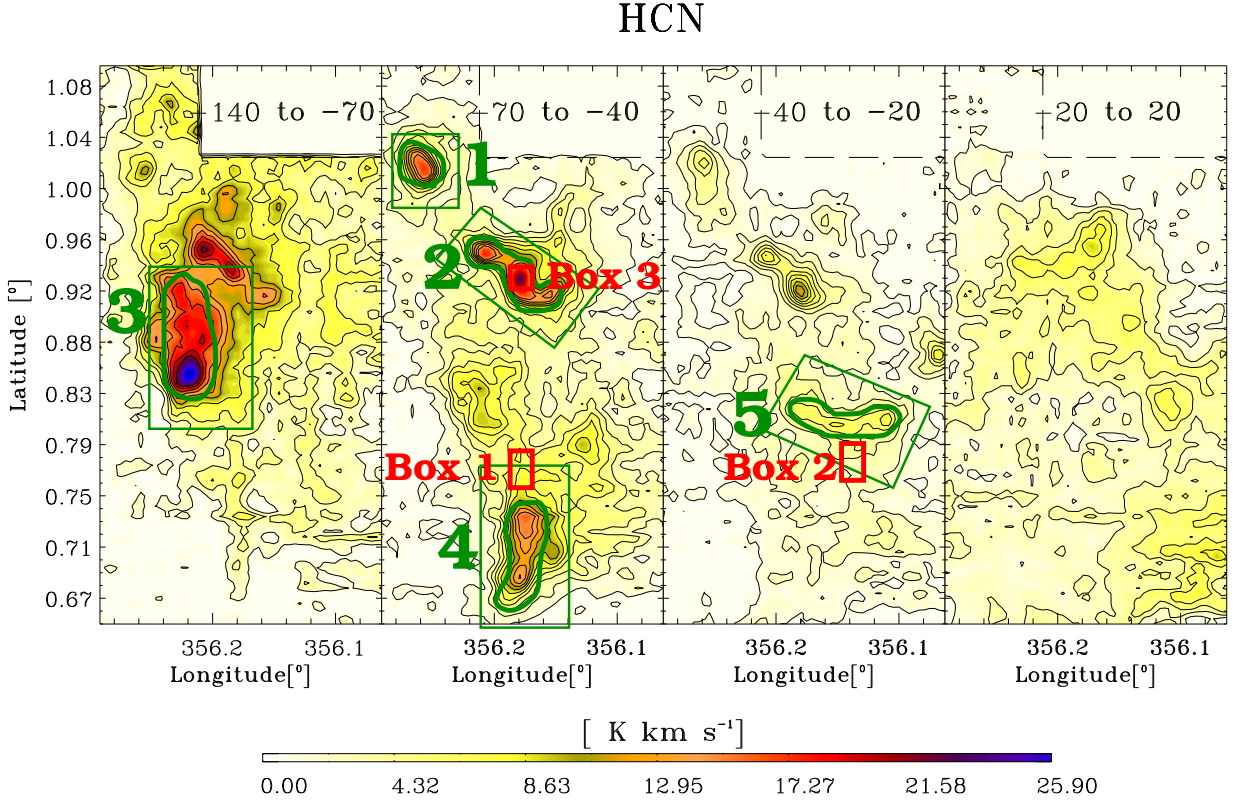 HCN
-140 to -70
-70 to -40
-40 to -20
-20 to 20
1.08
1.04
1.00
0.96
0.92
0.88
0.83
0.79
0.75
0.71
0.67
Latitude [°]
1
2
Box 3
3
5
Box 1
Box 2
4
356.2 356.1 356.2 356.1 356.2 356.1 356.2 356.1
Longitude[°] Longitude[°] Longitude[°] Longitude[°]
[ K km s⁻¹]
0.00 4.32 8.63 12.95 17.27 21.58 25.90